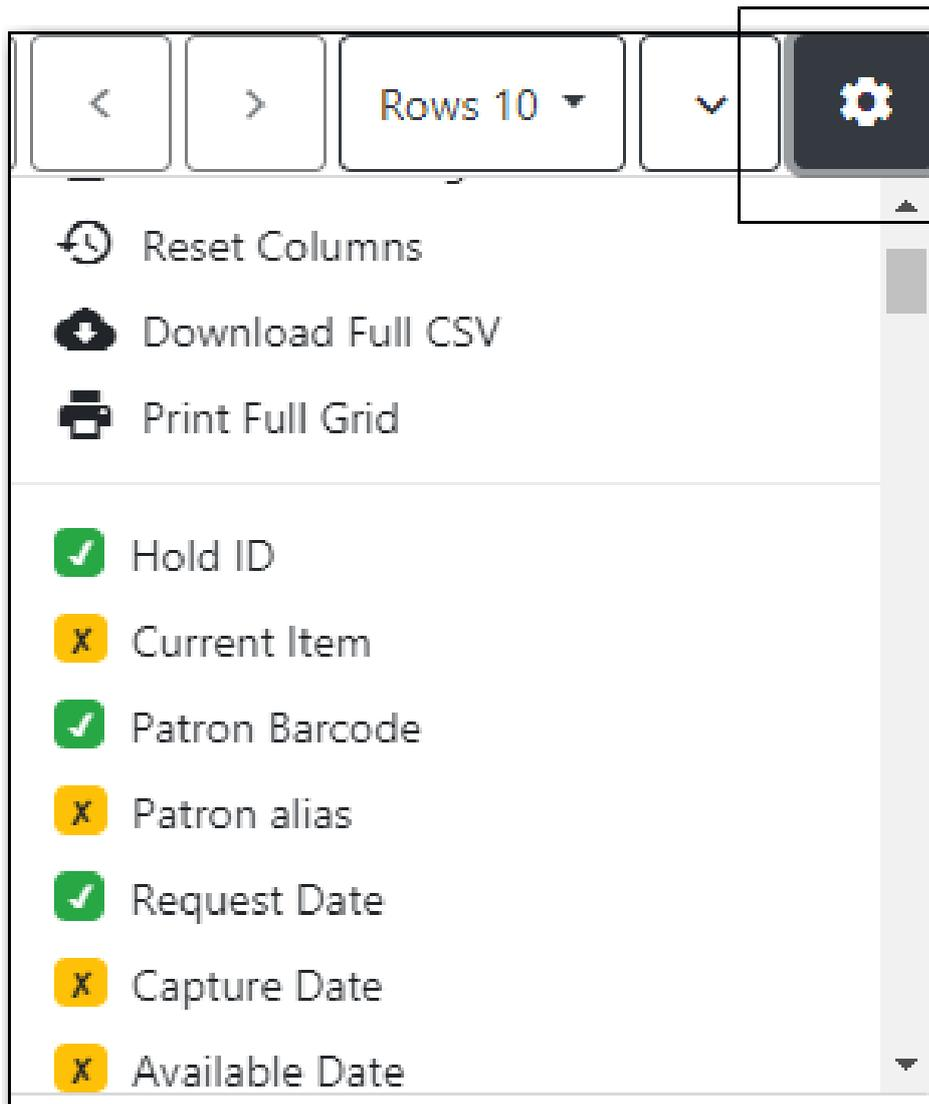 Rows 10
Reset Columns
Download Full CSV
Print Full Grid
Hold ID
Current Item
Patron Barcode
Patron alias
Request Date
Capture Date
Available Date